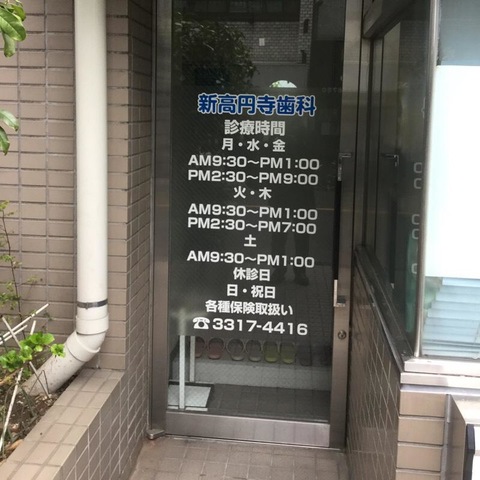 新高円寺歯科
診療時間
月・水・金
AM9:30〜PM1:00
PM2:30〜PM9:00
火・木
AM9:30〜PM1:00
PM2:30〜PM7:00
土
AM9:30〜PM1:00
休診日
日・祝日
各種保険取扱い
☎3317-4416